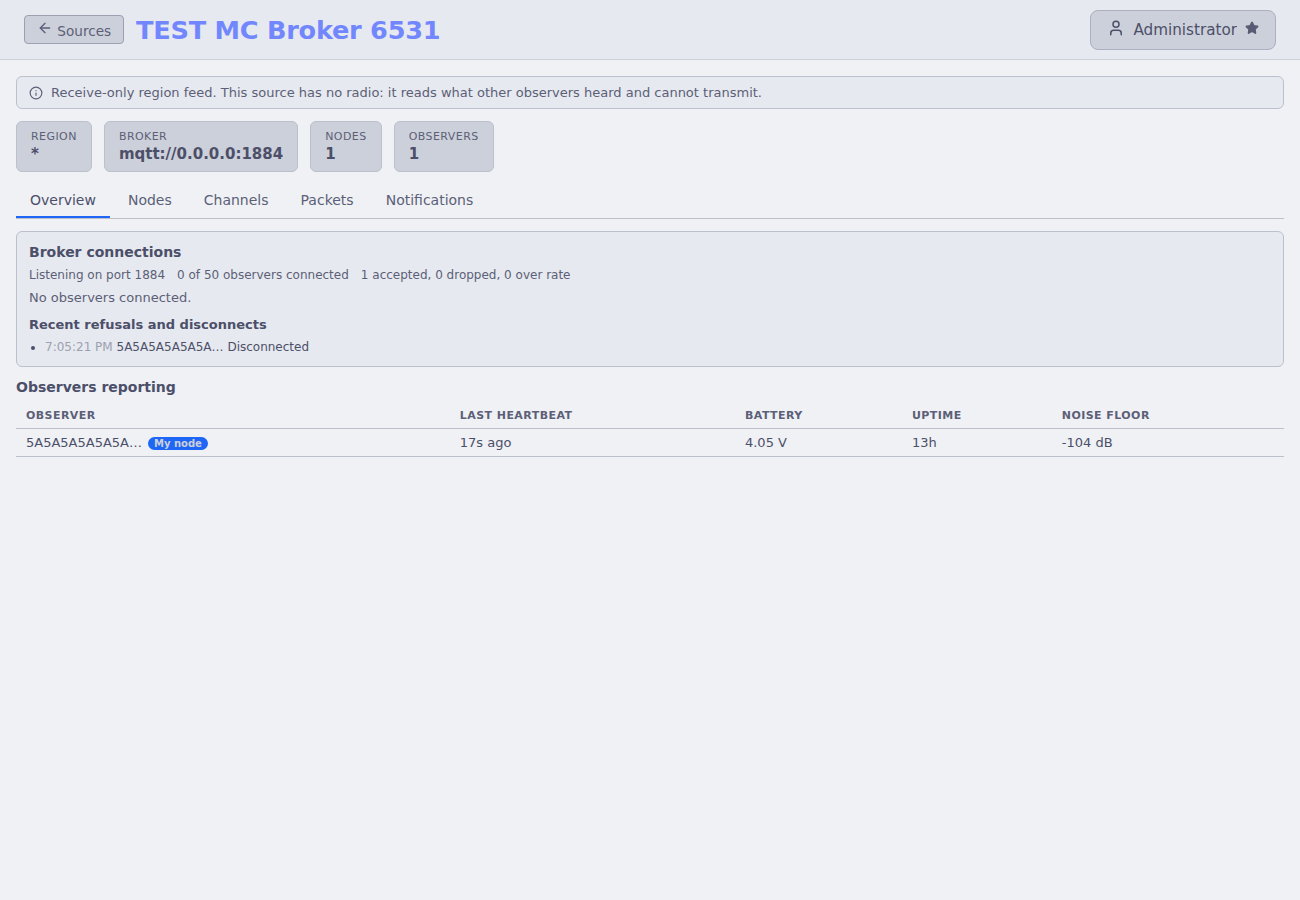 Sources
TEST MC Broker 6531
Administrator
Receive-only region feed. This source has no radio: it reads what other observers heard and cannot transmit.
REGION
*
BROKER
mqtt://0.0.0.0:1884
NODES
1
OBSERVERS
1
Overview Nodes Channels Packets Notifications
Broker connections
Listening on port 1884 0 of 50 observers connected 1 accepted, 0 dropped, 0 over rate
No observers connected.
Recent refusals and disconnects
7:05:21 PM 5A5A5A5A5A5A… Disconnected
Observers reporting
OBSERVER LAST HEARTBEAT BATTERY UPTIME NOISE FLOOR
5A5A5A5A5A5A… My node 17s ago 4.05 V 13h -104 dB